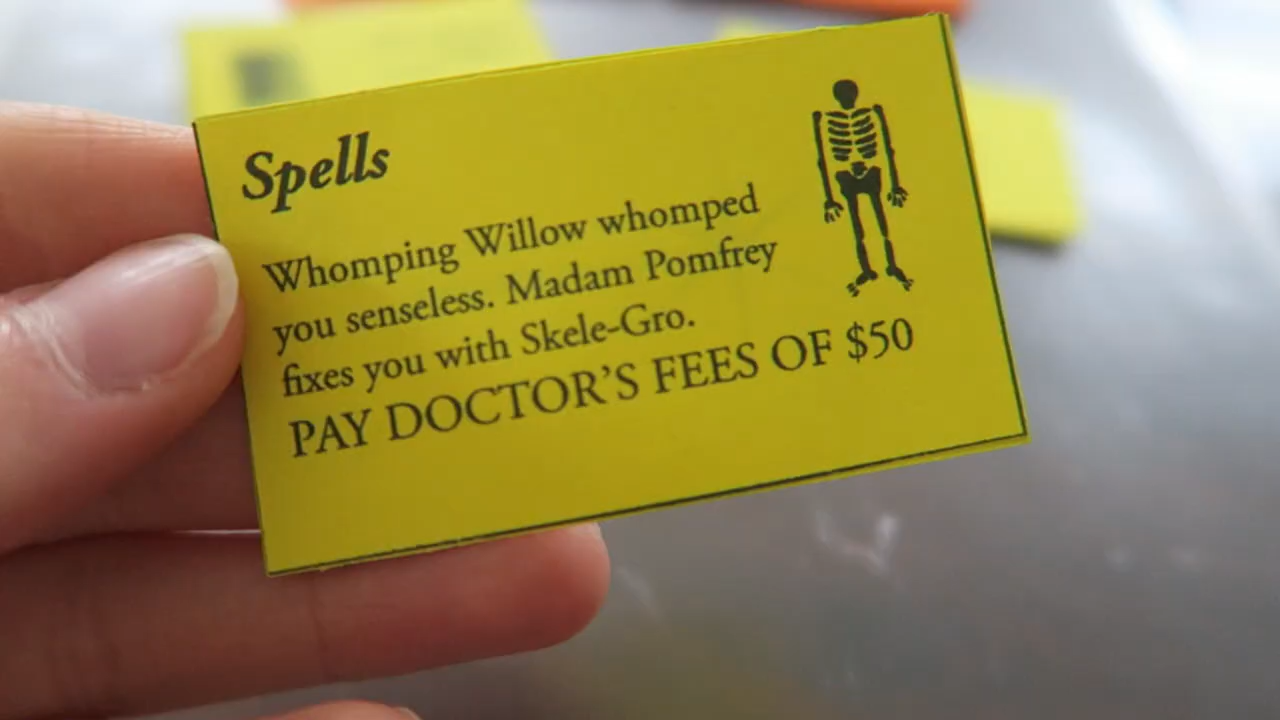 Spells
Whomping Willow whomped
you senseless. Madam Pomfrey
fixes you with Skele-Gro.
PAY DOCTOR'S FEES OF $50